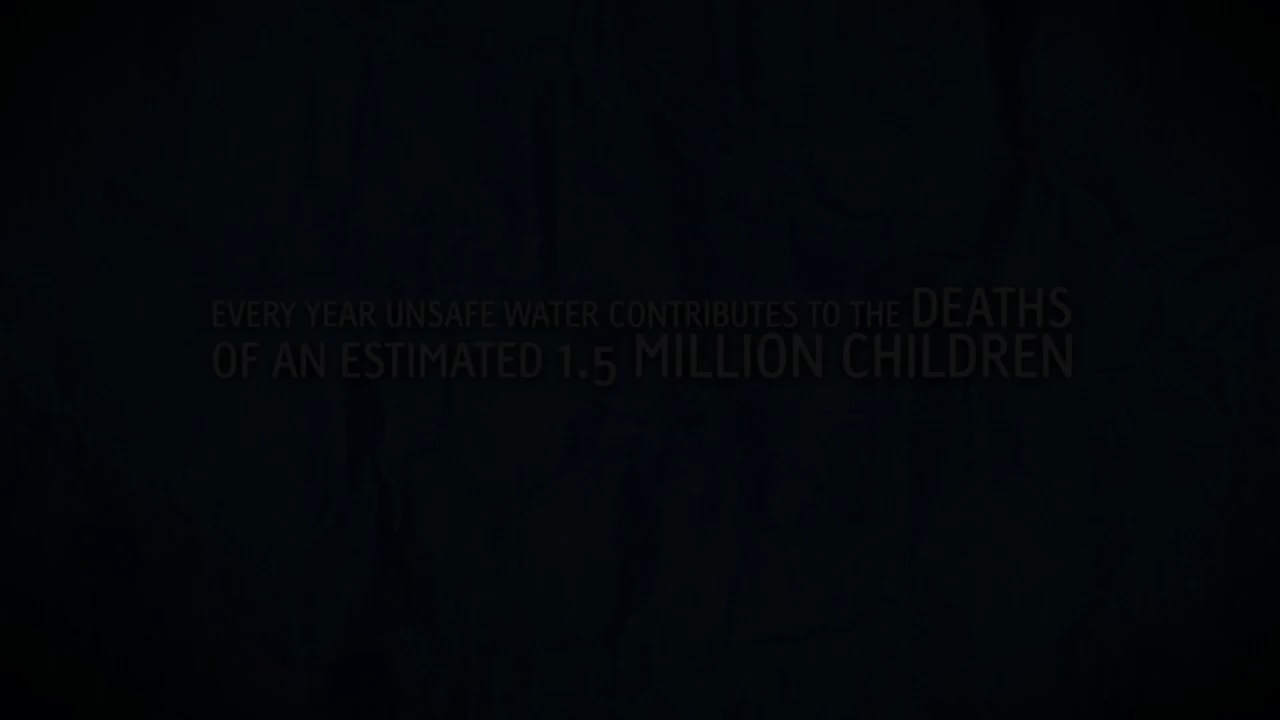 EVERY YEAR UNSAFE WATER CONTRIBUTES TO THE DEATHS
OF AN ESTIMATED 1.5 MILLION CHILDREN